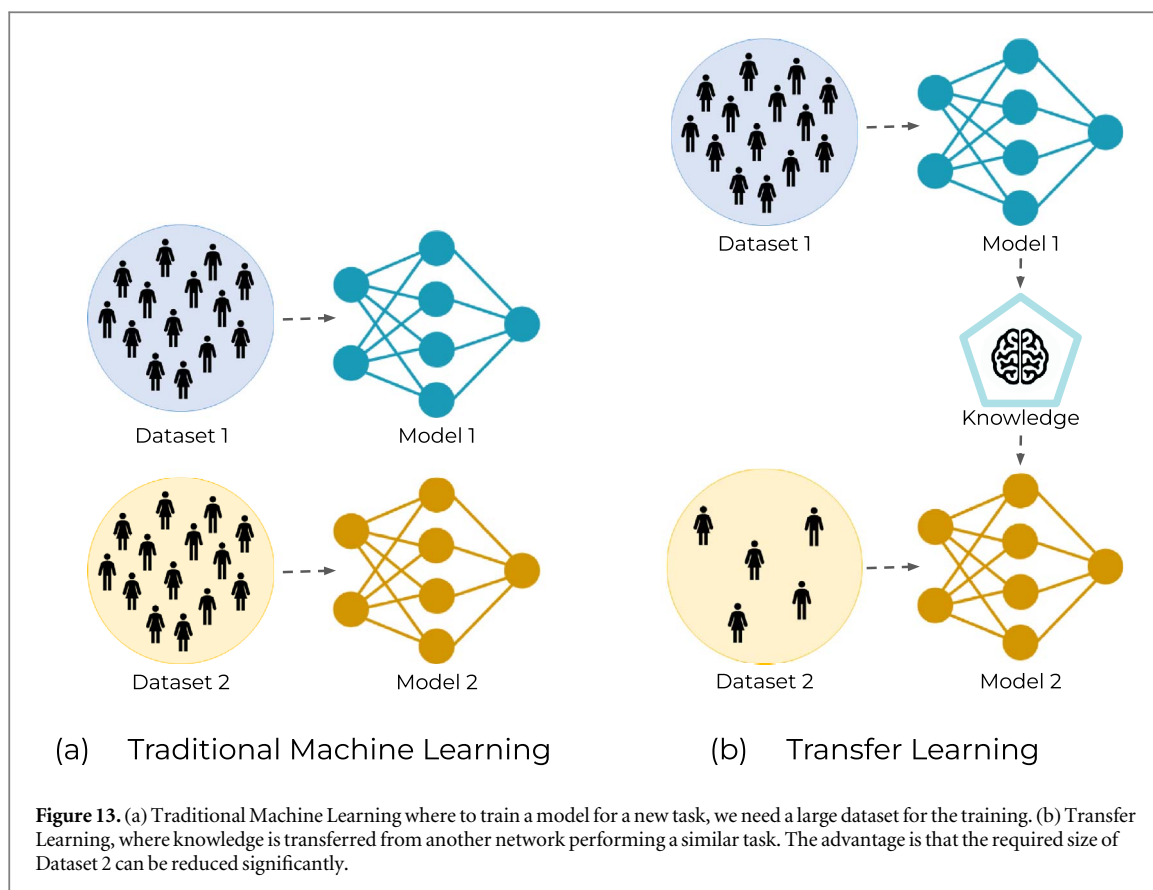 Dataset 1
Model 1
Dataset 2
Model 2
(a) Traditional Machine Learning
Dataset 1
Model 1
Knowledge
Dataset 2
Model 2
(b) Transfer Learning
Figure 13. (a) Traditional Machine Learning where to train a model for a new task, we need a large dataset for the training. (b) Transfer
Learning, where knowledge is transferred from another network performing a similar task. The advantage is that the required size of
Dataset 2 can be reduced significantly.